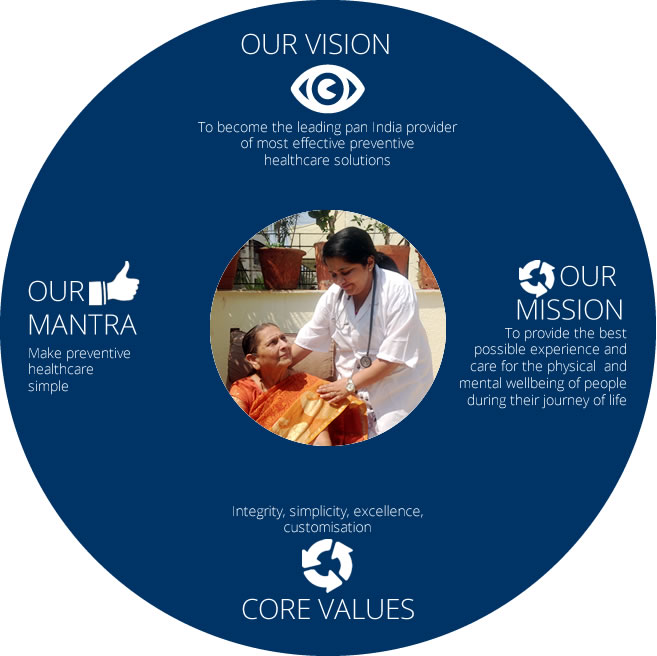 OUR VISION
To become the leading pan India provider
of most effective preventive
healthcare solutions
OUR
MANTRA
Make preventive
healthcare
simple
OUR
MISSION
To provide the best
possible experience and
care for the physical and
mental wellbeing of people
during their journey of life
Integrity, simplicity, excellence,
customisation
CORE VALUES